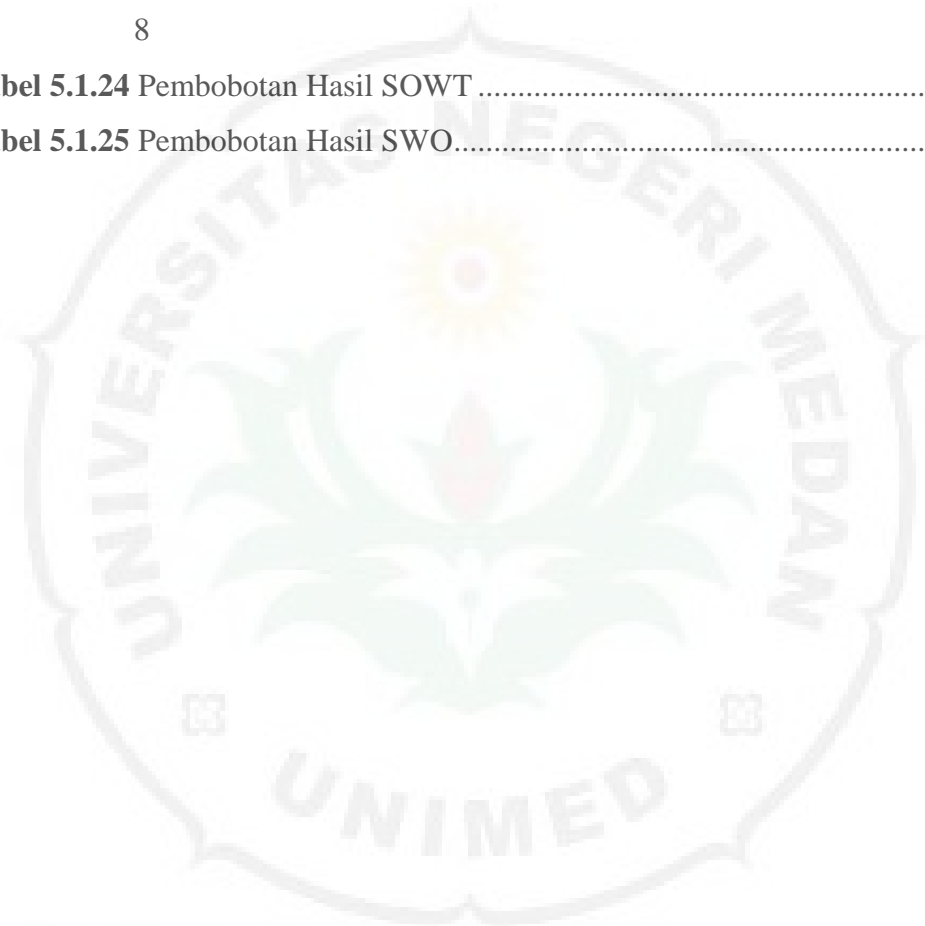 8
bel 5.1.24 Pembobotan Hasil SOWT ........................................................
bel 5.1.25 Pembobotan Hasil SWO...........................................................
UNIVERSITAS NEGERI MEDAN
UNIMED